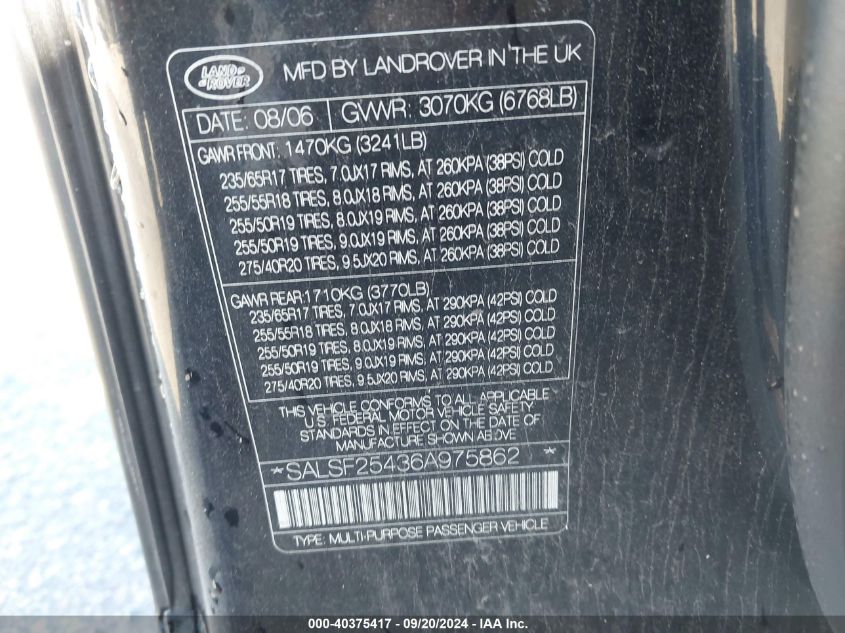 LAND ROVER
MFD BY LANDROVER IN THE UK
DATE: 08/06 GVWR: 3070KG (6768LB)
GAWR FRONT: 1470KG (3241LB)
235/65R17 TIRES, 7.0JX17 RIMS, AT 260KPA (38PSI) COLD
255/55R18 TIRES, 8.0JX18 RIMS, AT 260KPA (38PSI) COLD
255/50R19 TIRES, 8.0JX19 RIMS, AT 260KPA (38PSI) COLD
255/50R19 TIRES, 9.0JX19 RIMS, AT 260KPA (38PSI) COLD
275/40R20 TIRES, 9.5JX20 RIMS, AT 260KPA (38PSI) COLD
GAWR REAR: 1710KG (3770LB)
235/65R17 TIRES, 7.0JX17 RIMS, AT 290KPA (42PSI) COLD
255/55R18 TIRES, 8.0JX18 RIMS, AT 290KPA (42PSI) COLD
255/50R19 TIRES, 8.0JX19 RIMS, AT 290KPA (42PSI) COLD
255/50R19 TIRES, 9.0JX19 RIMS, AT 290KPA (42PSI) COLD
275/40R20 TIRES, 9.5JX20 RIMS, AT 290KPA (42PSI) COLD
THIS VEHICLE CONFORMS TO ALL APPLICABLE
U.S. FEDERAL MOTOR VEHICLE SAFETY
STANDARDS IN EFFECT ON THE DATE OF
MANUFACTURE SHOWN ABOVE
*SALSF25436A975862*
TYPE: MULTI-PURPOSE PASSENGER VEHICLE
000-40375417 - 09/20/2024 - IAAI.com